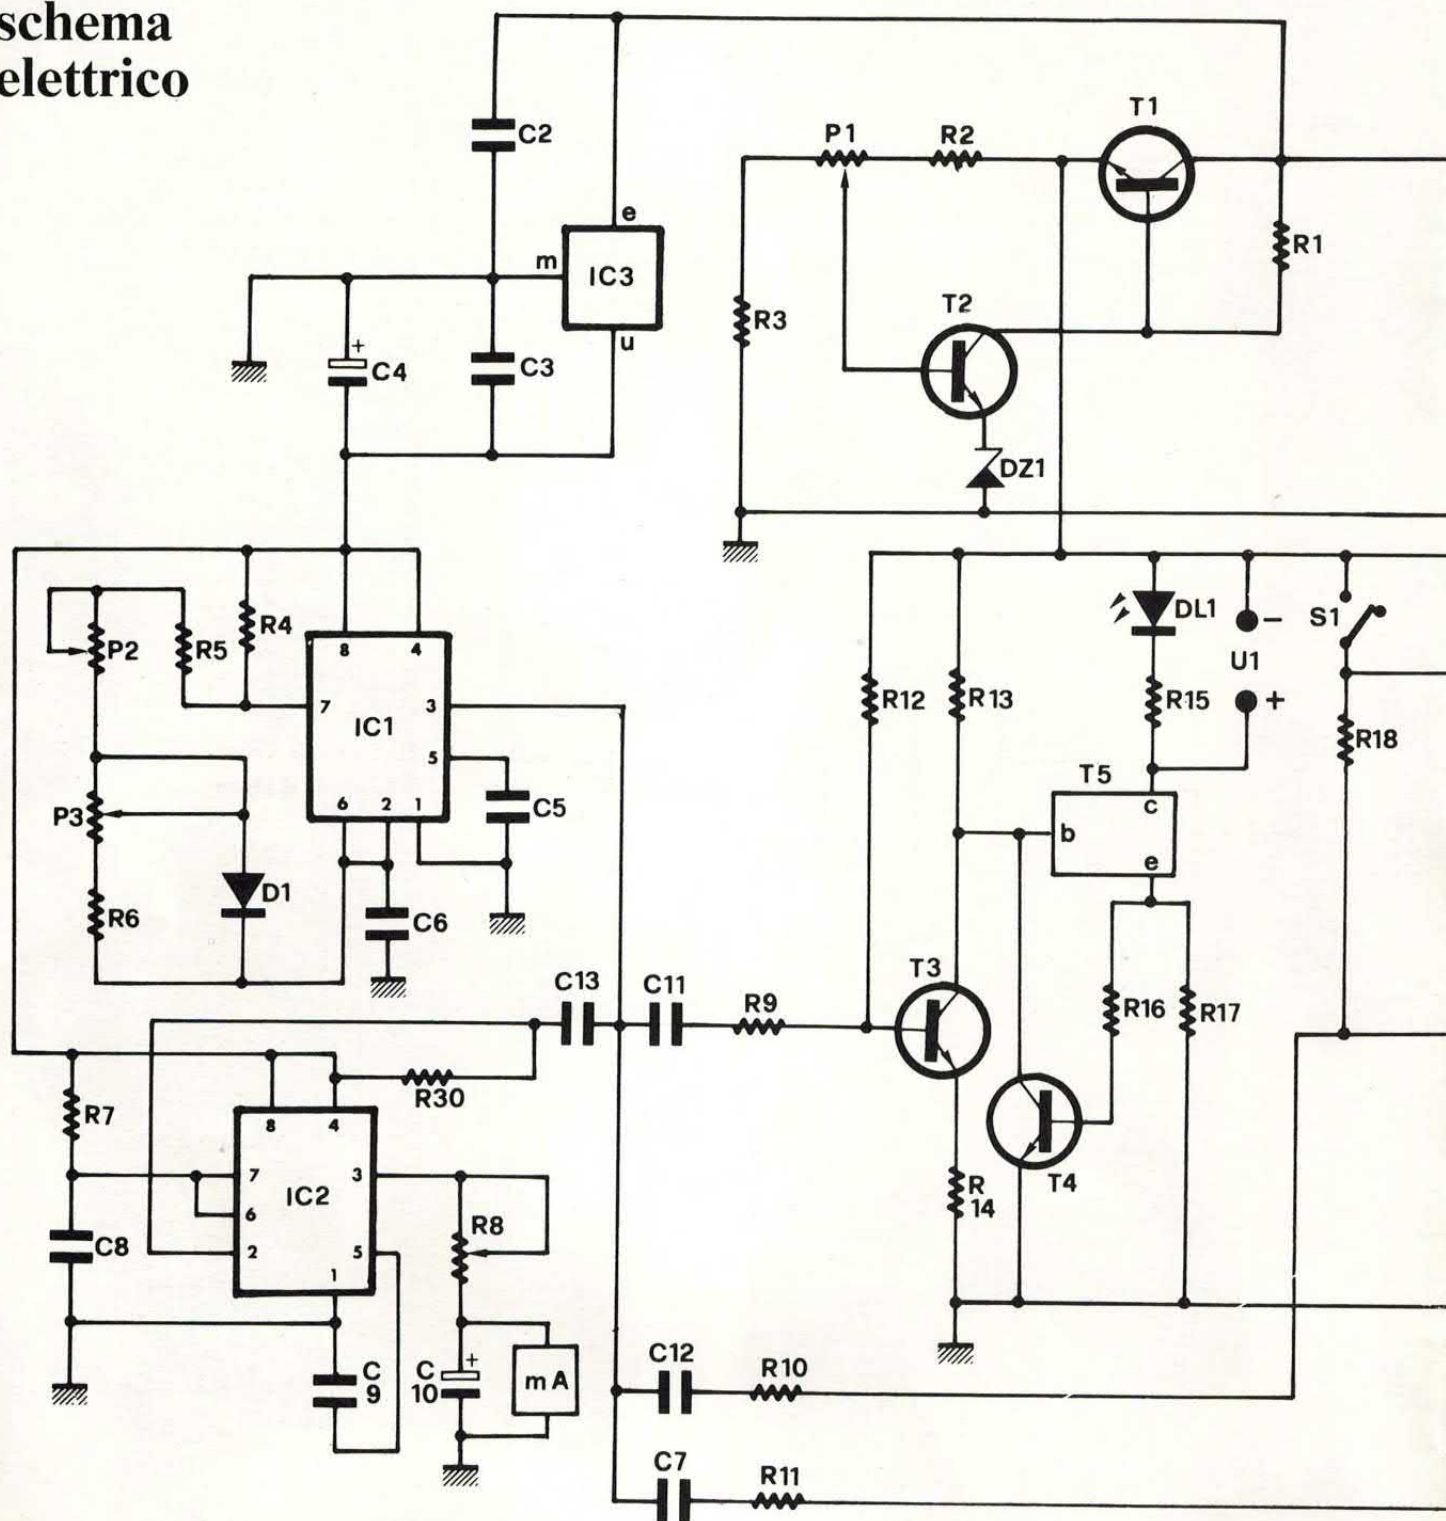 schema
elettrico
C2
e
m
IC3
u
C4
+
C3
P1
R2
T1
R1
R3
T2
DZ1
P2
R5
R4
8
4
7
IC1
3
5
6
2
1
P3
C5
R6
D1
C6
R12
R13
DL1
R15
U1
-
+
S1
R18
T5
c
b
e
R16
R17
T3
T4
R
14
C13
C11
R9
R30
R7
8
4
7
IC2
3
6
2
5
1
C8
R8
C
9
C
10
+
mA
C12
R10
C7
R11